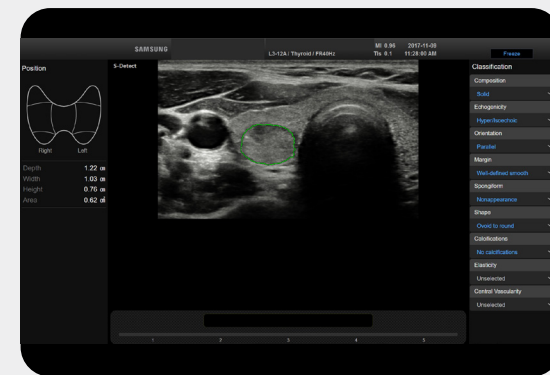 SAMSUNG
L3-12A / Thyroid / FR40Hz
MI 0.96 2017-11-08
TIs 0.1 11:28:00 AM
Freeze
Position
S-Detect
Classification
Composition
Solid
Echogenicity
Hyper/Isoechoic
Orientation
Parallel
Margin
Well-defined smooth
Spongiform
Nonappearance
Shape
Ovoid to round
Calcifications
No calcifications
Elasticity
Unselected
Central Vascularity
Unselected
Right Left
Depth 1.22 cm
Width 1.03 cm
Height 0.76 cm
Area 0.62 cm²
1 2 3 4 5